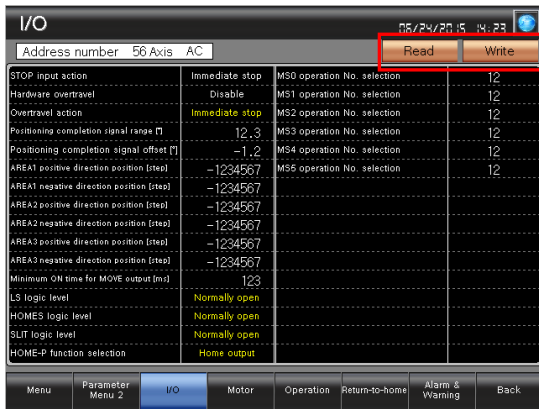 I/O
06/24/2015 14:23
Address number 56 Axis AC
Read
Write
STOP input action Immediate stop
Hardware overtravel Disable
Overtravel action Immediate stop
Positioning completion signal range [°] 12.3
Positioning completion signal offset [°] -1.2
AREA1 positive direction position [step] -1234567
AREA1 negative direction position [step] -1234567
AREA2 positive direction position [step] -1234567
AREA2 negative direction position [step] -1234567
AREA3 positive direction position [step] -1234567
AREA3 negative direction position [step] -1234567
Minimum ON time for MOVE output [ms] 123
LS logic level Normally open
HOMES logic level Normally open
SLIT logic level Normally open
HOME-P function selection Home output
MS0 operation No. selection 12
MS1 operation No. selection 12
MS2 operation No. selection 12
MS3 operation No. selection 12
MS4 operation No. selection 12
MS5 operation No. selection 12
Menu
Parameter
Menu 2
I/O
Motor
Operation
Return-to-home
Alarm &
Warning
Back